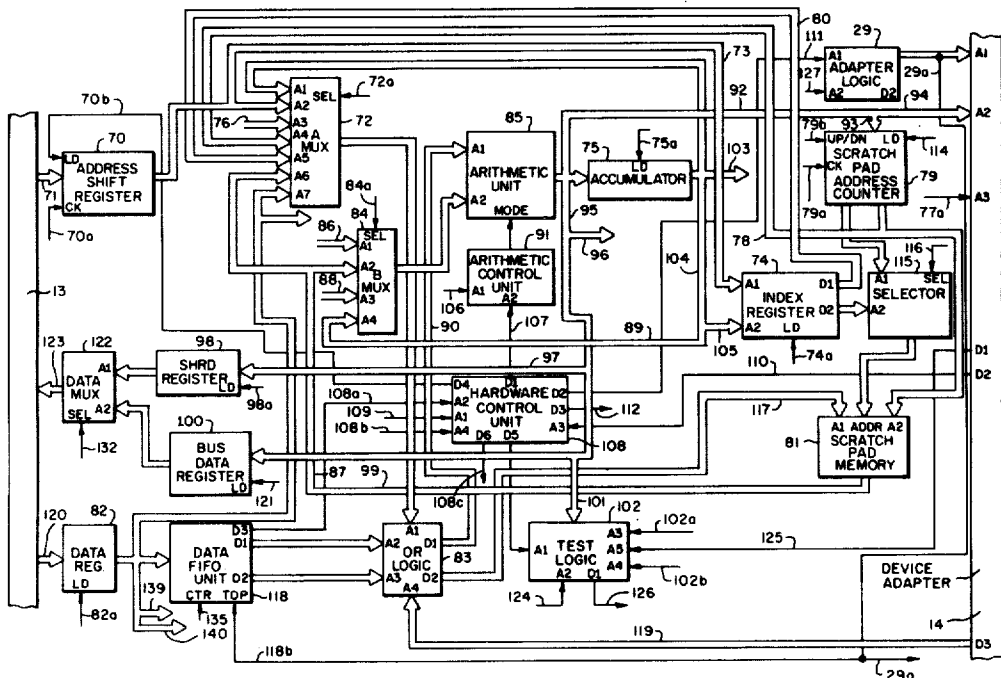 80
73
111
29
A1
ADAPTER
LOGIC
A2
D2
127
29a
A1
70b
70
LD
ADDRESS
SHIFT
REGISTER
CK
71
70a
A1
A2
76
A3
A4
A5
A6
A7
SEL
A
MUX
72a
72
92
94
A2
85
A1
ARITHMETIC
UNIT
A2
MODE
75
75a
LD
ACCUMULATOR
103
93
79b
UP/DN
LD
SCRATCH
PAD
ADDRESS
COUNTER
CK
79a
114
79
77a
A3
84a
84
SEL
86
A1
A2
B
MUX
88
A3
A4
91
ARITHMETIC
CONTROL
UNIT
A1
A2
106
95
96
104
78
116
115
74
A1
D1
INDEX
REGISTER
D2
A2
LD
74a
A1
SEL
SELECTOR
A2
13
90
107
89
105
110
D1
D2
123
122
A1
DATA
MUX
A2
SEL
132
98
SHRD
REGISTER
LD
98a
97
108a
109
108b
D4
D1
A2
HARDWARE
D2
A1
CONTROL
D3
A4
UNIT
A3
D6
D5
112
108
108c
117
A1
ADDR
A2
SCRATCH
PAD
MEMORY
81
100
BUS
DATA
REGISTER
LD
121
87
99
101
102
A3
102a
TEST
LOGIC
A5
A1
A4
102b
A2
D1
124
126
125
120
82
DATA
REG.
LD
82a
139
140
D3
D1
DATA
FIFO
UNIT
D2
CTR
TOP
118
135
A1
A2
OR
LOGIC
D1
A3
D2
A4
83
DEVICE
ADAPTER
14
119
D3
118b
29a